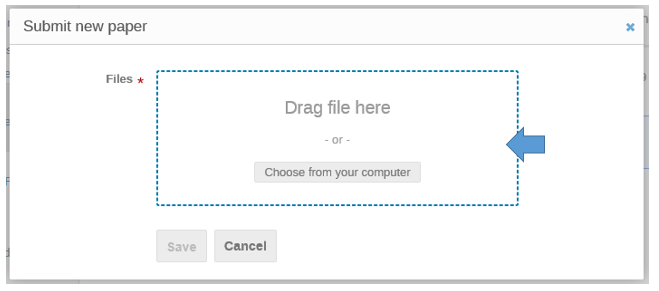 Submit new paper ×
Files *
Drag file here
- or -
Choose from your computer
Save Cancel